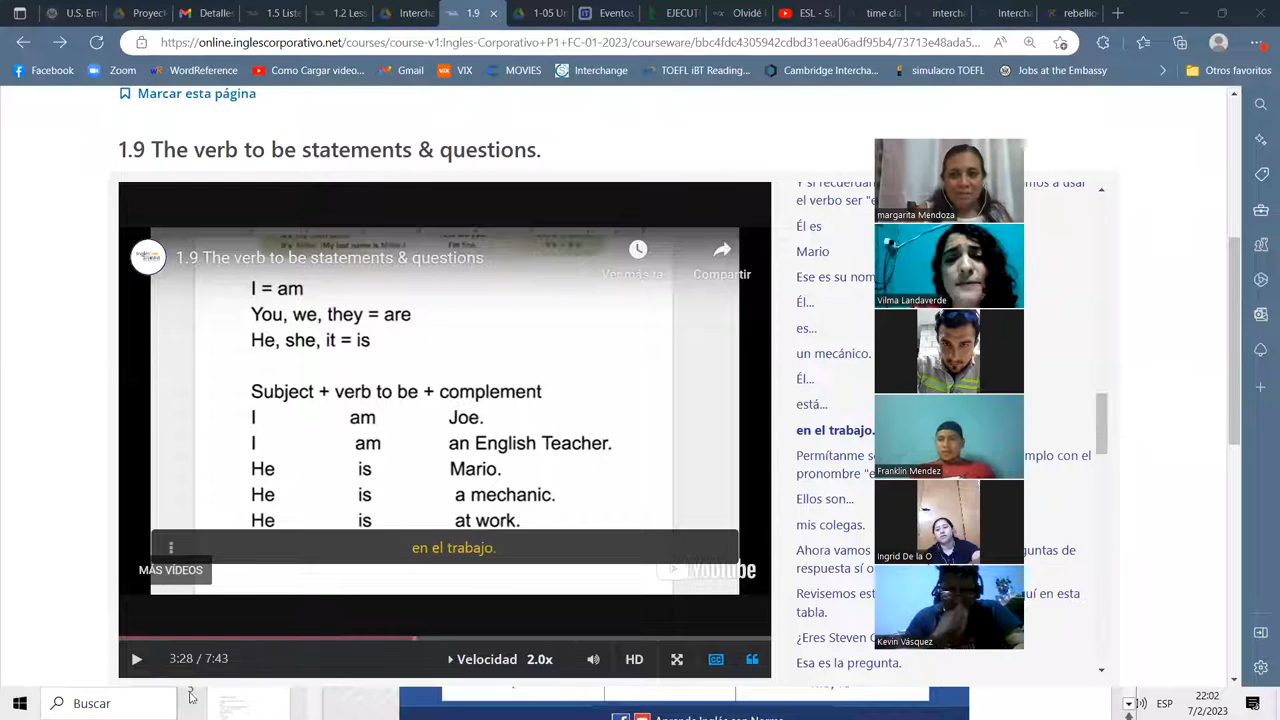 U.S. Em
Proyec
Detalle
1.5 Liste
1.2 Less
Intercha
1.9
1-05 U
Eventos
EJECUTI
Olvidé
ESL - Sa
time cla
Intercha
rebellio
https://online.inglescorporativo.net/courses/course-v1:Ingles-Corporativo+P1+FC-01-2023/courseware/bbc4fdc4305942cdbd31eea06adf95b4/73713e48ada5...
Facebook
Zoom
WordReference
Como Cargar video...
Gmail
VIX
MOVIES
Interchange
TOEFL iBT Reading...
Cambridge Intercha...
simulacro TOEFL
Jobs at the Embassy
Otros favoritos
Marcar esta página
1.9 The verb to be statements & questions.
1.9 The verb to be statements & questions
Ver más ta
Compartir
I = am
You, we, they = are
He, she, it = is
Subject + verb to be + complement
I am Joe.
I am an English Teacher.
He is Mario.
He is a mechanic.
He is at work.
en el trabajo.
MÁS VÍDEOS
YouTube
3:28 / 7:43
Velocidad 2.0x
HD
el verbo ser "e
Él es
Mario
Ese es su nom
Él...
es...
un mecánico.
Él...
está...
en el trabajo.
Permítanme s mplo con el
pronombre "e
Ellos son...
mis colegas.
Ahora vamos guntas de
respuesta sí o
Revisemos est uí en esta
tabla.
¿Eres Steven
Esa es la pregunta.
margarita Mendoza
Vilma Landaverde
Franklin Mendez
Ingrid De la O
Kevin Vásquez
Buscar
ESP
22:02
7/2/2023